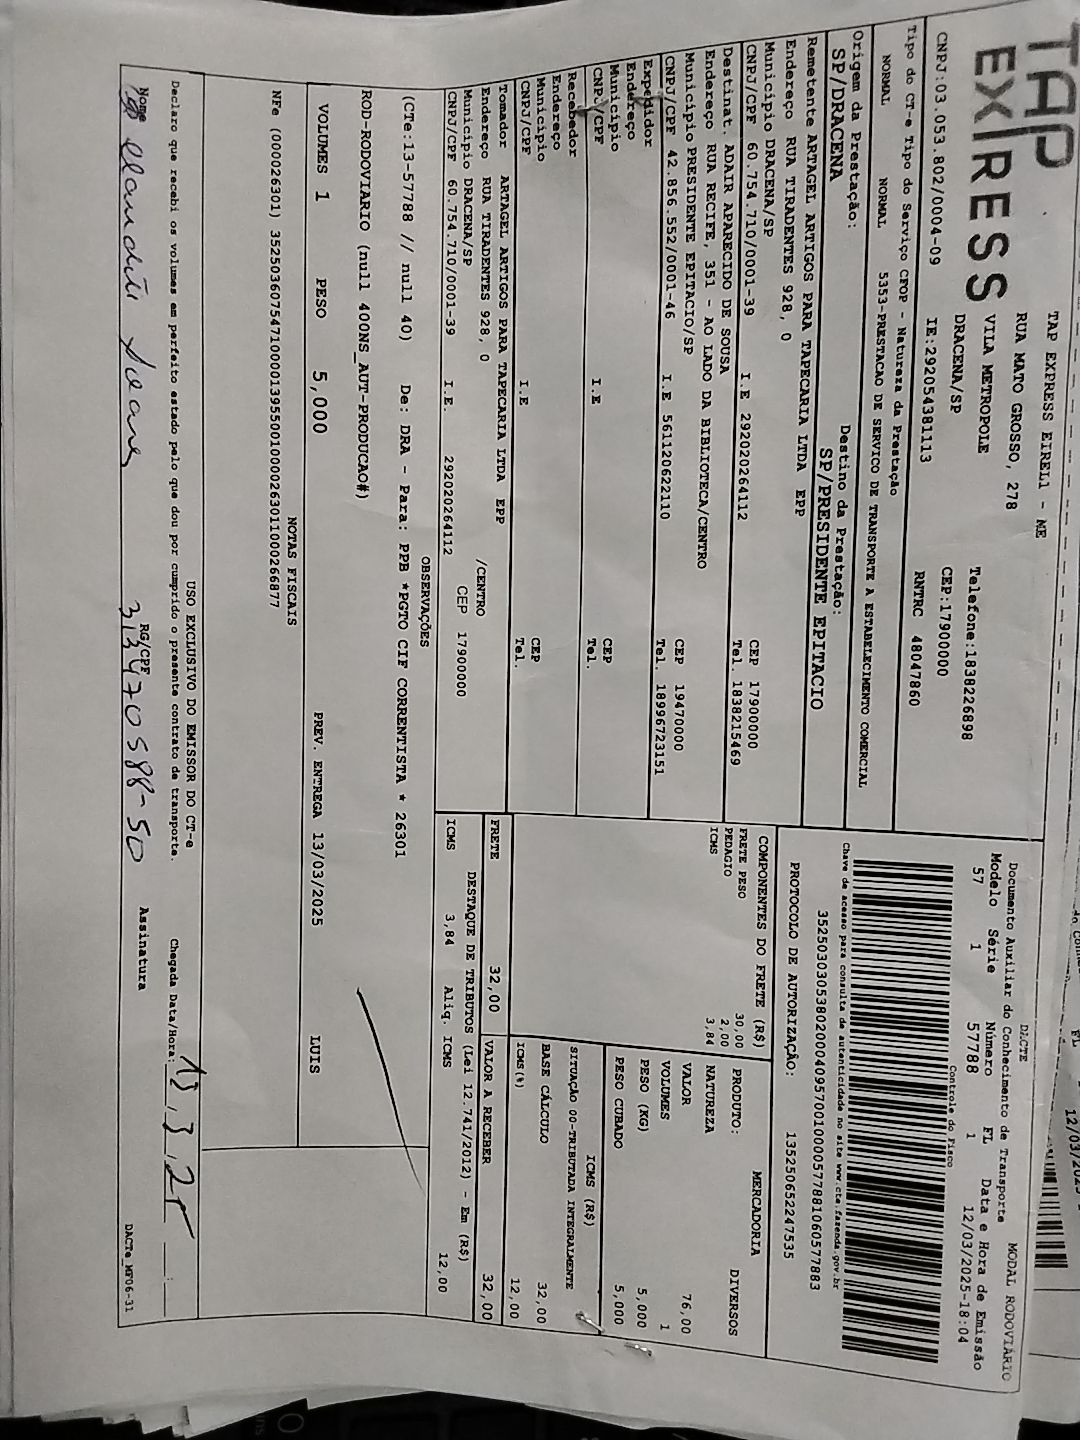 TAP
EX/RESS
TAP EXPRESS EIRELI - ME
RUA MATO GROSSO, 278
VILA METROPOLE
DRACENA/SP
Telefone:1838226898
CEP:17900000
CNPJ:03.053.802/0004-09 IE:292054381113 RNTRC 48047860
Tipo do CT-e Tipo do Serviço CFOP - Natureza da Prestação
NORMAL NORMAL 5353-PRESTACAO DE SERVICO DE TRANSPORTE A ESTABELECIMENTO COMERCIAL
Origem da Prestação: Destino da Prestação:
SP/DRACENA SP/PRESIDENTE EPITACIO
DACTE MODAL RODOVIÁRIO
Documento Auxiliar do Conhecimento de Transporte
Modelo Série Número FL Data e Hora de Emissão
57 1 57788 1 12/03/2025-18:04
Controle do Fisco
Chave de acesso para consulta de autenticidade no site www.cte.fazenda.gov.br
PROTOCOLO DE AUTORIZAÇÃO: 135250652247535
Remetente ARTAGEL ARTIGOS PARA TAPECARIA LTDA EPP
Endereço RUA TIRADENTES 928, 0
Município DRACENA/SP CEP 17900000
CNPJ/CPF 60.754.710/0001-39 I.E 292020264112 Tel. 1838215469
Destinat. ADAIR APARECIDO DE SOUSA
Endereço RUA RECIFE, 351 - AO LADO DA BIBLIOTECA/CENTRO
Município PRESIDENTE EPITACIO/SP CEP 19470000
CNPJ/CPF 42.856.552/0001-46 I.E 561120622110 Tel. 18996723151
Expedidor
Endereço
Município CEP
CNPJ/CPF I.E Tel.
Recebedor
Endereço
Município CEP
CNPJ/CPF I.E Tel.
Tomador ARTAGEL ARTIGOS PARA TAPECARIA LTDA EPP
Endereço RUA TIRADENTES 928, 0 /CENTRO
Município DRACENA/SP CEP 17900000
CNPJ/CPF 60.754.710/0001-39 I.E. 292020264112
COMPONENTES DO FRETE (R$)
FRETE PESO 30,00
PEDAGIO 2,00
ICMS 3,84
FRETE 32,00
MERCADORIA
PRODUTO: DIVERSOS
NATUREZA
VALOR 76,00
VOLUMES 1
PESO (KG) 5,000
PESO CUBADO 5,000
ICMS (R$)
SITUAÇÃO 00-TRIBUTADA INTEGRALMENTE
BASE CÁLCULO 32,00
ICMS(%) 12,00
VALOR A RECEBER 32,00
DESTAQUE DE TRIBUTOS (Lei 12.741/2012) - Em (R$)
ICMS 3,84 Aliq. ICMS 12,00
OBSERVAÇÕES
(CTe:13-57788 // null 40) De: DRA - Para: PPB *PGTO CIF CORRENTISTA * 26301
ROD-RODOVIARIO (null 400NS_AUT-PRODUCAO#)
VOLUMES 1 PESO 5,000 PREV. ENTREGA 13/03/2025 LUIS
NOTAS FISCAIS
NFe (000026301) 35250360754710000139550010000263011000266877
USO EXCLUSIVO DO EMISSOR DO CT-e
Declaro que recebi os volumes em perfeito estado pelo que dou por cumprido o presente contrato de transporte. Chegada Data/Hora: 13.3.25
Nome RG/CPF 313470588-50 Assinatura
DACTe_MF06-31